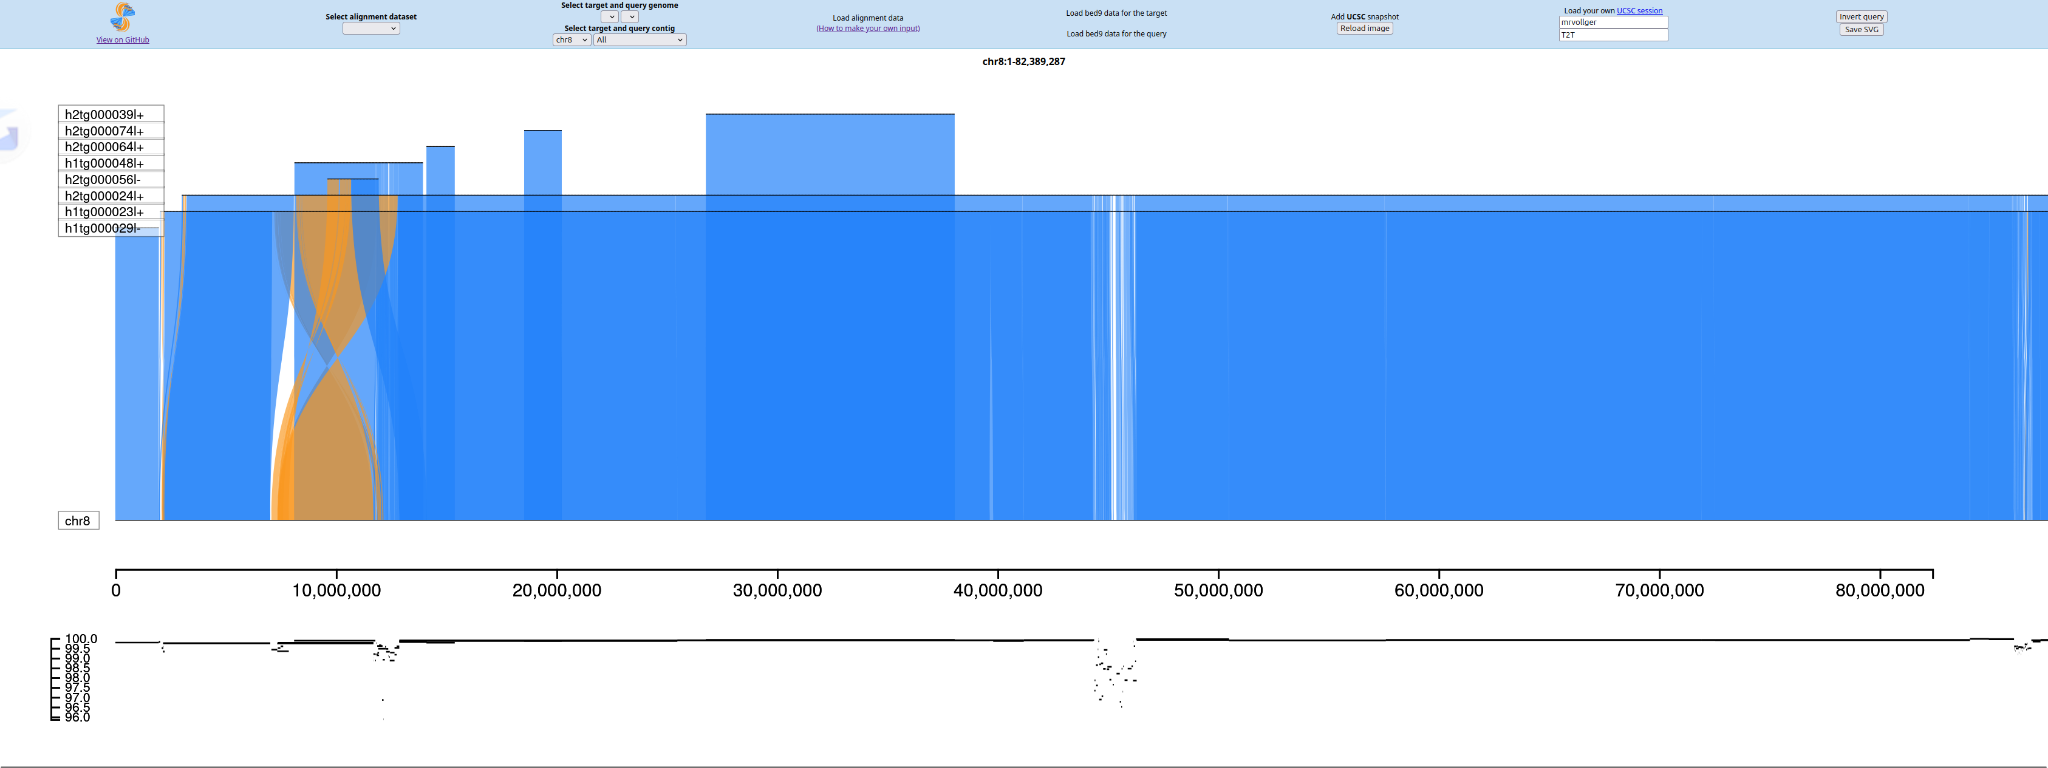 View on GitHub
Select alignment dataset
Select target and query genome
Select target and query contig
chr8 All
Load alignment data
(How to make your own input)
Load bed9 data for the target
Load bed9 data for the query
Add UCSC snapshot
Reload image
Load your own UCSC session
mrvollger
T2T
Invert query
Save SVG
chr8:1-82,389,287
h2tg000039l+
h2tg000074l+
h2tg000064l+
h1tg000048l+
h2tg000056l-
h2tg000024l+
h1tg000023l+
h1tg000029l-
chr8
0 10,000,000 20,000,000 30,000,000 40,000,000 50,000,000 60,000,000 70,000,000 80,000,000
100.0
99.5
99.0
98.5
98.0
97.5
97.0
96.5
96.0